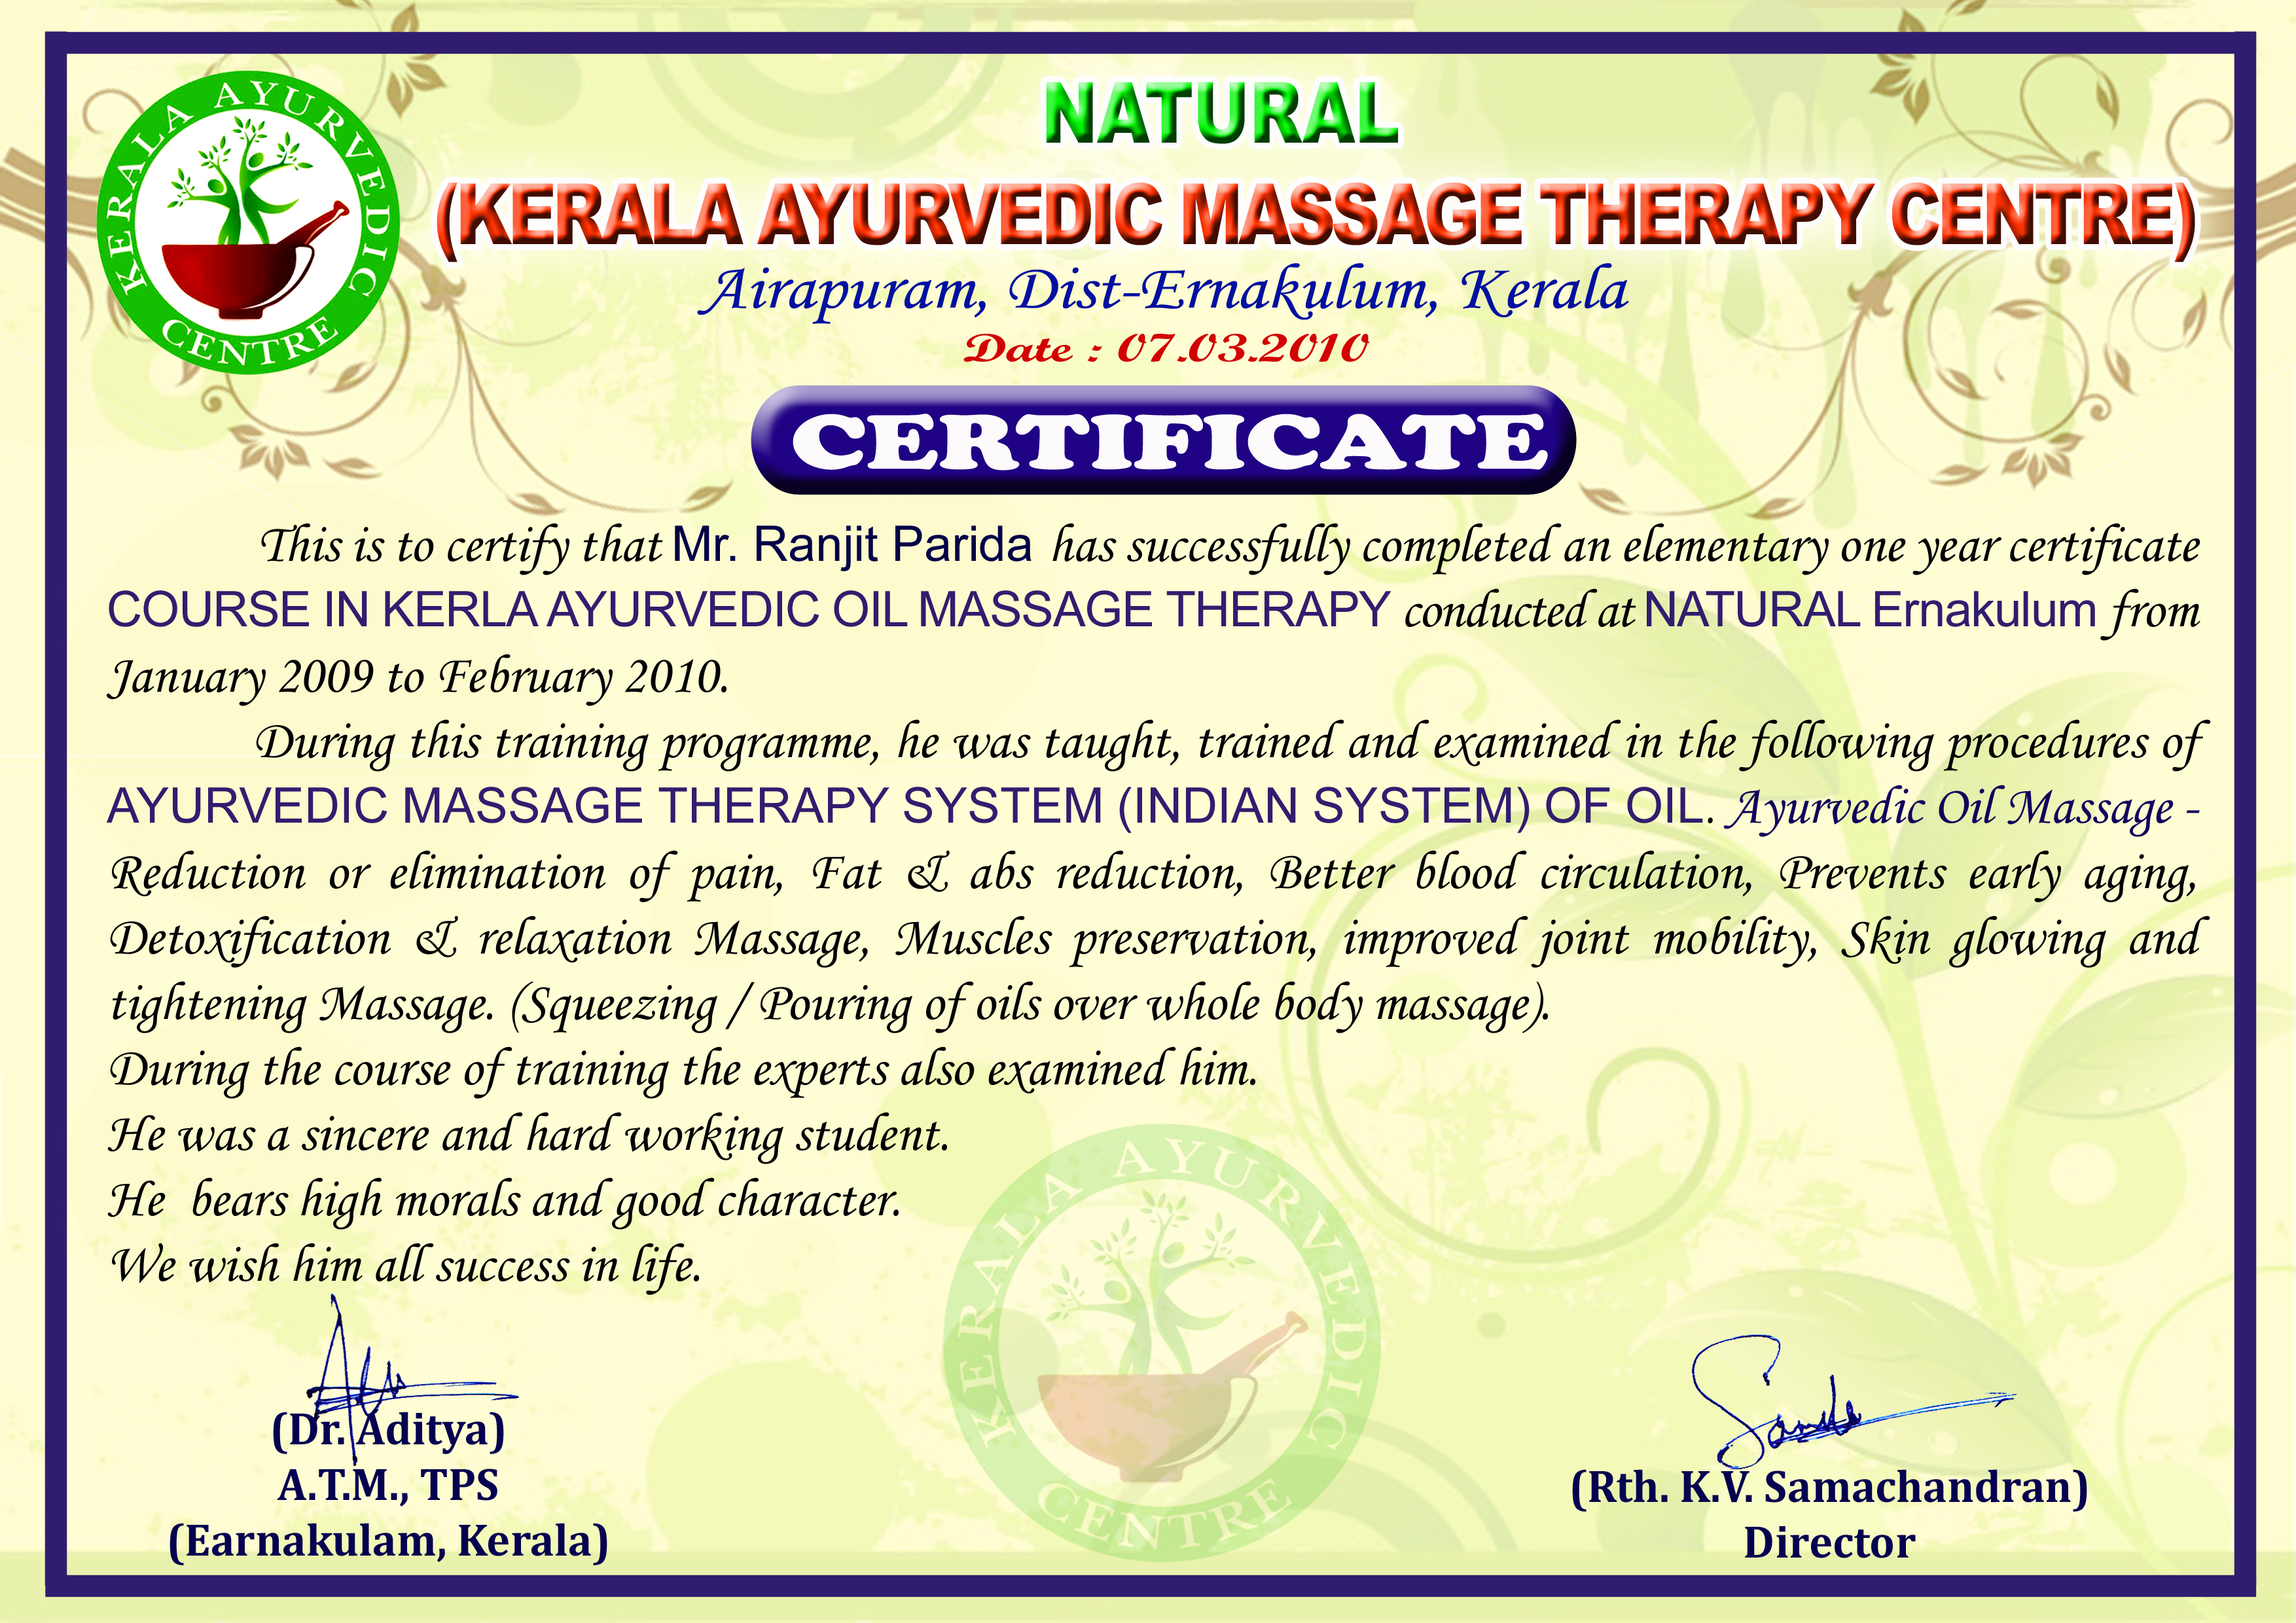 KERALA AYURVEDIC CENTRE
NATURAL
(KERALA AYURVEDIC MASSAGE THERAPY CENTRE)
Airapuram, Dist-Ernakulum, Kerala
Date : 07.03.2010
CERTIFICATE
This is to certify that Mr. Ranjit Parida has successfully completed an elementary one year certificate
COURSE IN KERLA AYURVEDIC OIL MASSAGE THERAPY conducted at NATURAL Ernakulum from
January 2009 to February 2010.
During this training programme, he was taught, trained and examined in the following procedures of
AYURVEDIC MASSAGE THERAPY SYSTEM (INDIAN SYSTEM) OF OIL. Ayurvedic Oil Massage -
Reduction or elimination of pain, Fat & abs reduction, Better blood circulation, Prevents early aging,
Detoxification & relaxation Massage, Muscles preservation, improved joint mobility, Skin glowing and
tightening Massage. (Squeezing / Pouring of oils over whole body massage).
During the course of training the experts also examined him.
He was a sincere and hard working student.
He bears high morals and good character.
We wish him all success in life.
KERALA AYURVEDIC CENTRE
(Dr. Aditya)
A.T.M., TPS
(Earnakulam, Kerala)
(Rth. K.V. Samachandran)
Director